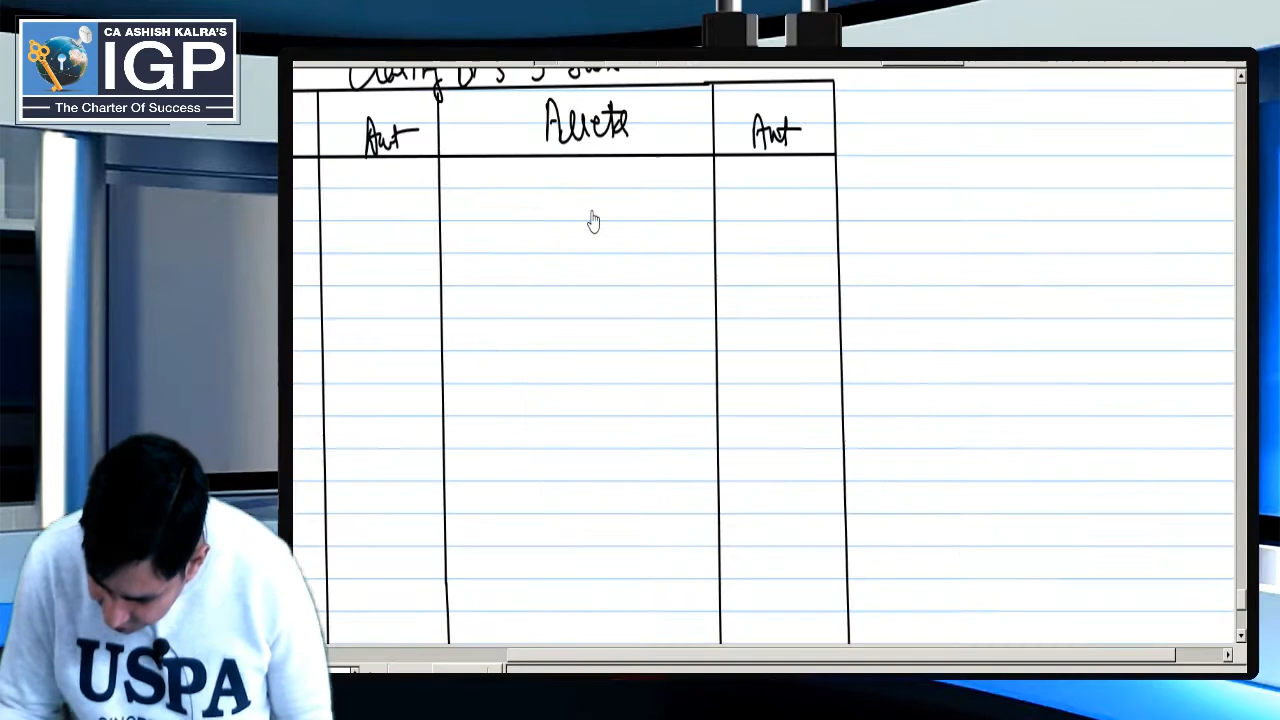 CA ASHISH KALRA'S
IGP
The Charter Of Success
Amt
Assets
Amt
USPA